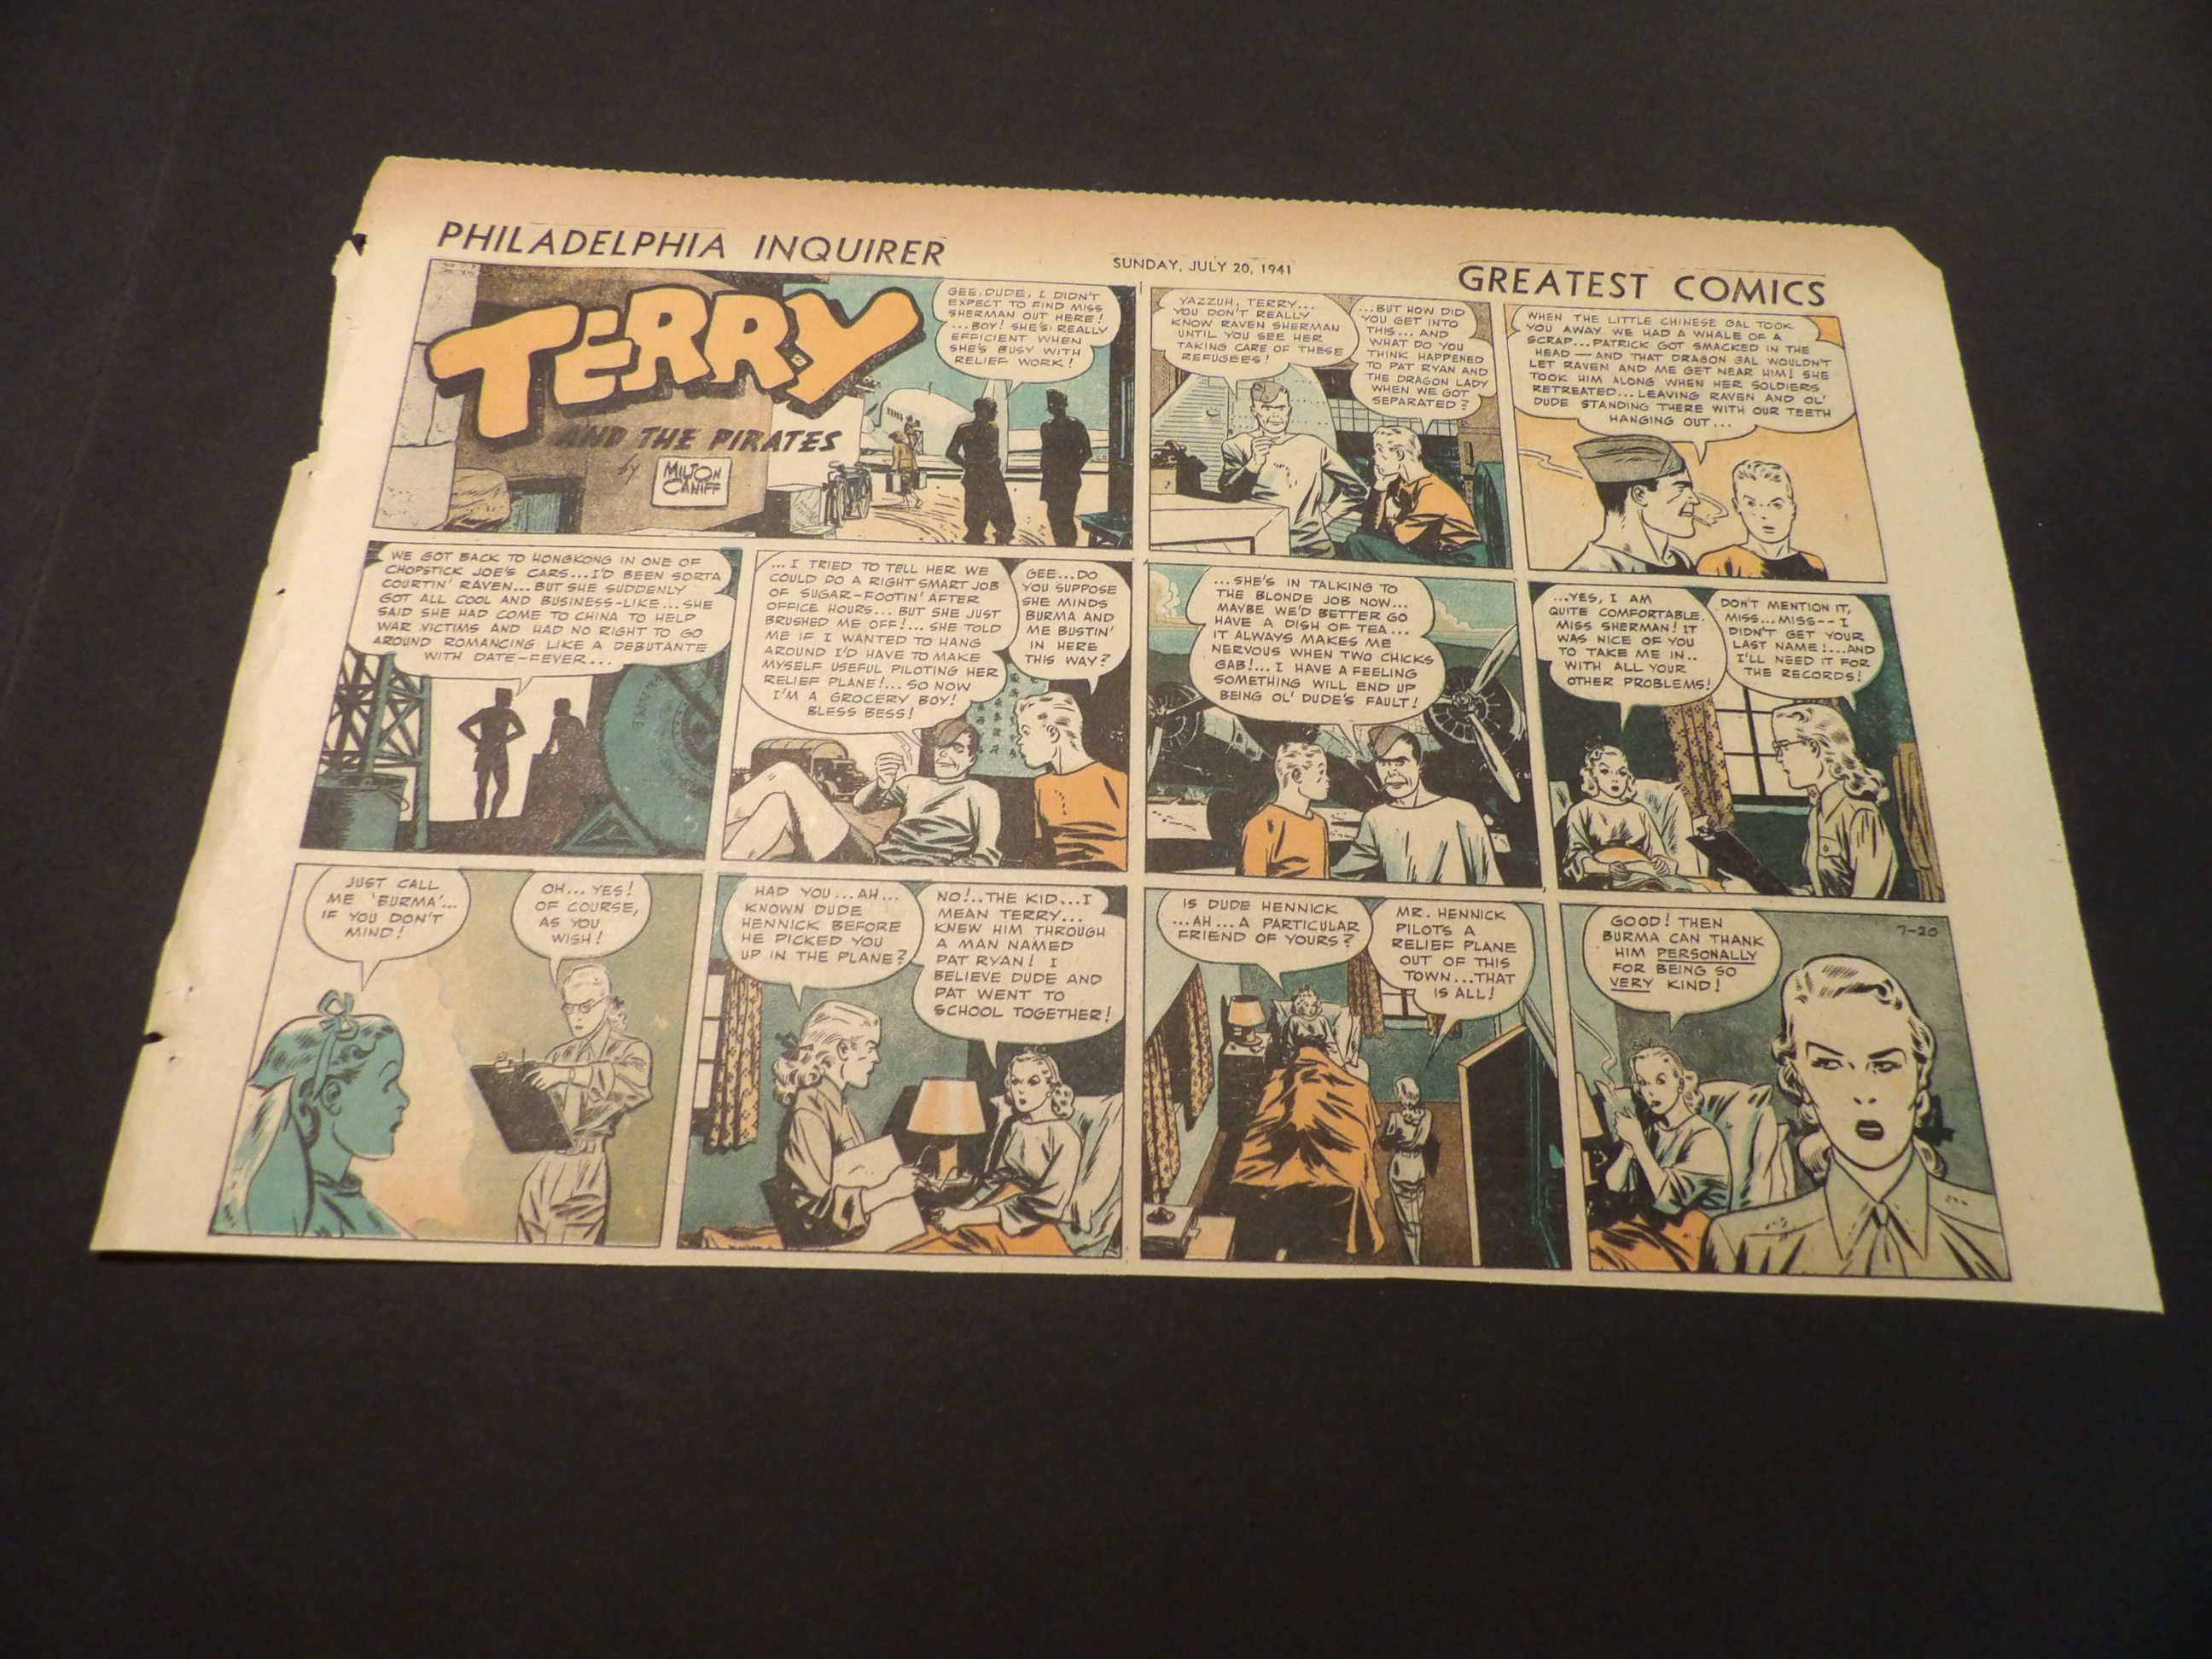 PHILADELPHIA INQUIRER
SUNDAY, JULY 20, 1941
GREATEST COMICS
TERRY
AND THE PIRATES
by
MILTON
CANIFF
GEE, DUDE, I DIDN'T
EXPECT TO FIND MISS
SHERMAN OUT HERE!
...BOY! SHE'S REALLY
EFFICIENT WHEN
SHE'S BUSY WITH
RELIEF WORK!
YAZZUH, TERRY...
YOU DON'T REALLY
KNOW RAVEN SHERMAN
UNTIL YOU SEE HER
TAKING CARE OF THESE
REFUGEES!
...BUT HOW DID
YOU GET INTO
THIS... AND
WHAT DO YOU
THINK HAPPENED
TO PAT RYAN AND
THE DRAGON LADY
WHEN WE GOT
SEPARATED?
WHEN THE LITTLE CHINESE GAL TOOK
YOU AWAY WE HAD A WHALE OF A
SCRAP... PATRICK GOT SMACKED IN THE
HEAD — AND THAT DRAGON GAL WOULDN'T
LET RAVEN AND ME GET NEAR HIM! SHE
TOOK HIM ALONG WHEN HER SOLDIERS
RETREATED... LEAVING RAVEN AND OL'
DUDE STANDING THERE WITH OUR TEETH
HANGING OUT...
WE GOT BACK TO HONGKONG IN ONE OF
CHOPSTICK JOE'S CARS... I'D BEEN SORTA
COURTIN' RAVEN... BUT SHE SUDDENLY
GOT ALL COOL AND BUSINESS-LIKE... SHE
SAID SHE HAD COME TO CHINA TO HELP
WAR VICTIMS AND HAD NO RIGHT TO GO
AROUND ROMANCING LIKE A DEBUTANTE
WITH DATE-FEVER...
...I TRIED TO TELL HER WE
COULD DO A RIGHT SMART JOB
OF SUGAR-FOOTIN' AFTER
OFFICE HOURS... BUT SHE JUST
BRUSHED ME OFF!... SHE TOLD
ME IF I WANTED TO HANG
AROUND I'D HAVE TO MAKE
MYSELF USEFUL PILOTING HER
RELIEF PLANE!... SO NOW
I'M A GROCERY BOY!
BLESS BESS!
GEE... DO
YOU SUPPOSE
SHE MINDS
BURMA AND
ME BUSTIN'
IN HERE
THIS WAY?
...SHE'S IN TALKING TO
THE BLONDE JOB NOW...
MAYBE WE'D BETTER GO
HAVE A DISH OF TEA...
IT ALWAYS MAKES ME
NERVOUS WHEN TWO CHICKS
GAB!... I HAVE A FEELING
SOMETHING WILL END UP
BEING OL' DUDE'S FAULT!
...YES, I AM
QUITE COMFORTABLE,
MISS SHERMAN! IT
WAS NICE OF YOU
TO TAKE ME IN..
WITH ALL YOUR
OTHER PROBLEMS!
DON'T MENTION IT,
MISS... MISS-- I
DIDN'T GET YOUR
LAST NAME!... AND
I'LL NEED IT FOR
THE RECORDS!
JUST CALL
ME 'BURMA'...
IF YOU DON'T
MIND!
OH... YES!
OF COURSE,
AS YOU
WISH!
HAD YOU... AH...
KNOWN DUDE
HENNICK BEFORE
HE PICKED YOU
UP IN THE PLANE?
NO!.. THE KID... I
MEAN TERRY...
KNEW HIM THROUGH
A MAN NAMED
PAT RYAN! I
BELIEVE DUDE AND
PAT WENT TO
SCHOOL TOGETHER!
IS DUDE HENNICK
...AH... A PARTICULAR
FRIEND OF YOURS?
MR. HENNICK
PILOTS A
RELIEF PLANE
OUT OF THIS
TOWN... THAT
IS ALL!
GOOD! THEN
BURMA CAN THANK
HIM PERSONALLY
FOR BEING SO
VERY KIND!
7-20